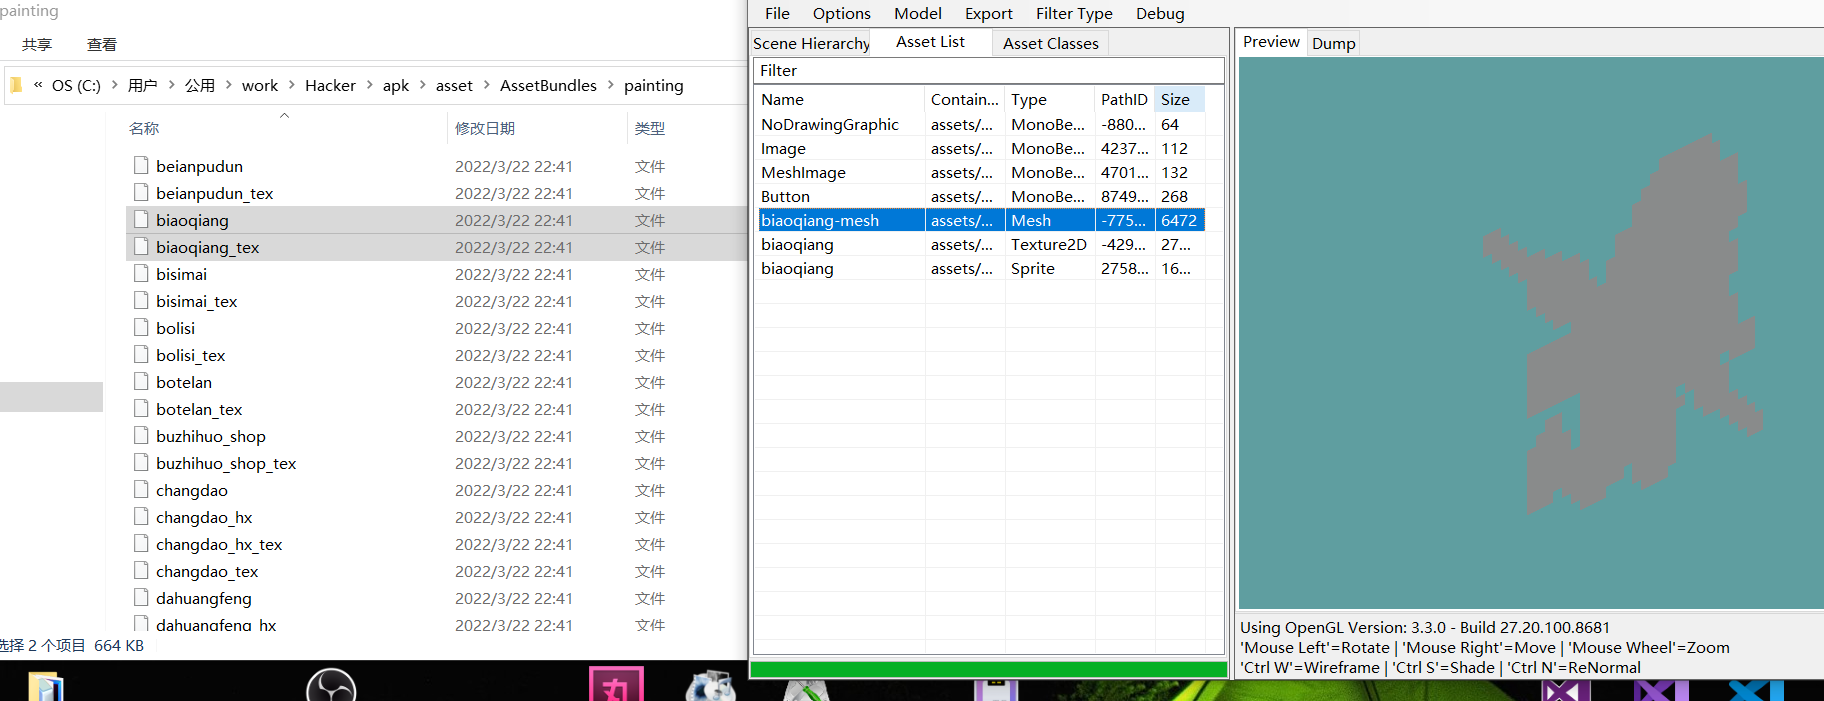 painting
共享 查看
« OS (C:) > 用户 > 公用 > work > Hacker > apk > asset > AssetBundles > painting
名称 修改日期 类型
beianpudun 2022/3/22 22:41 文件
beianpudun_tex 2022/3/22 22:41 文件
biaoqiang 2022/3/22 22:41 文件
biaoqiang_tex 2022/3/22 22:41 文件
bisimai 2022/3/22 22:41 文件
bisimai_tex 2022/3/22 22:41 文件
bolisi 2022/3/22 22:41 文件
bolisi_tex 2022/3/22 22:41 文件
botelan 2022/3/22 22:41 文件
botelan_tex 2022/3/22 22:41 文件
buzhihuo_shop 2022/3/22 22:41 文件
buzhihuo_shop_tex 2022/3/22 22:41 文件
changdao 2022/3/22 22:41 文件
changdao_hx 2022/3/22 22:41 文件
changdao_hx_tex 2022/3/22 22:41 文件
changdao_tex 2022/3/22 22:41 文件
dahuangfeng 2022/3/22 22:41 文件
dahuangfeng_hx 2022/3/22 22:41 文件
选择 2 个项目 664 KB
File Options Model Export Filter Type Debug
Scene Hierarchy Asset List Asset Classes
Filter
Name Contain... Type PathID Size
NoDrawingGraphic assets/... MonoBe... -880... 64
Image assets/... MonoBe... 4237... 112
MeshImage assets/... MonoBe... 4701... 132
Button assets/... MonoBe... 8749... 268
biaoqiang-mesh assets/... Mesh -775... 6472
biaoqiang assets/... Texture2D -429... 27...
biaoqiang assets/... Sprite 2758... 16...
Preview Dump
Using OpenGL Version: 3.3.0 - Build 27.20.100.8681
'Mouse Left'=Rotate | 'Mouse Right'=Move | 'Mouse Wheel'=Zoom
'Ctrl W'=Wireframe | 'Ctrl S'=Shade | 'Ctrl N'=ReNormal
丸